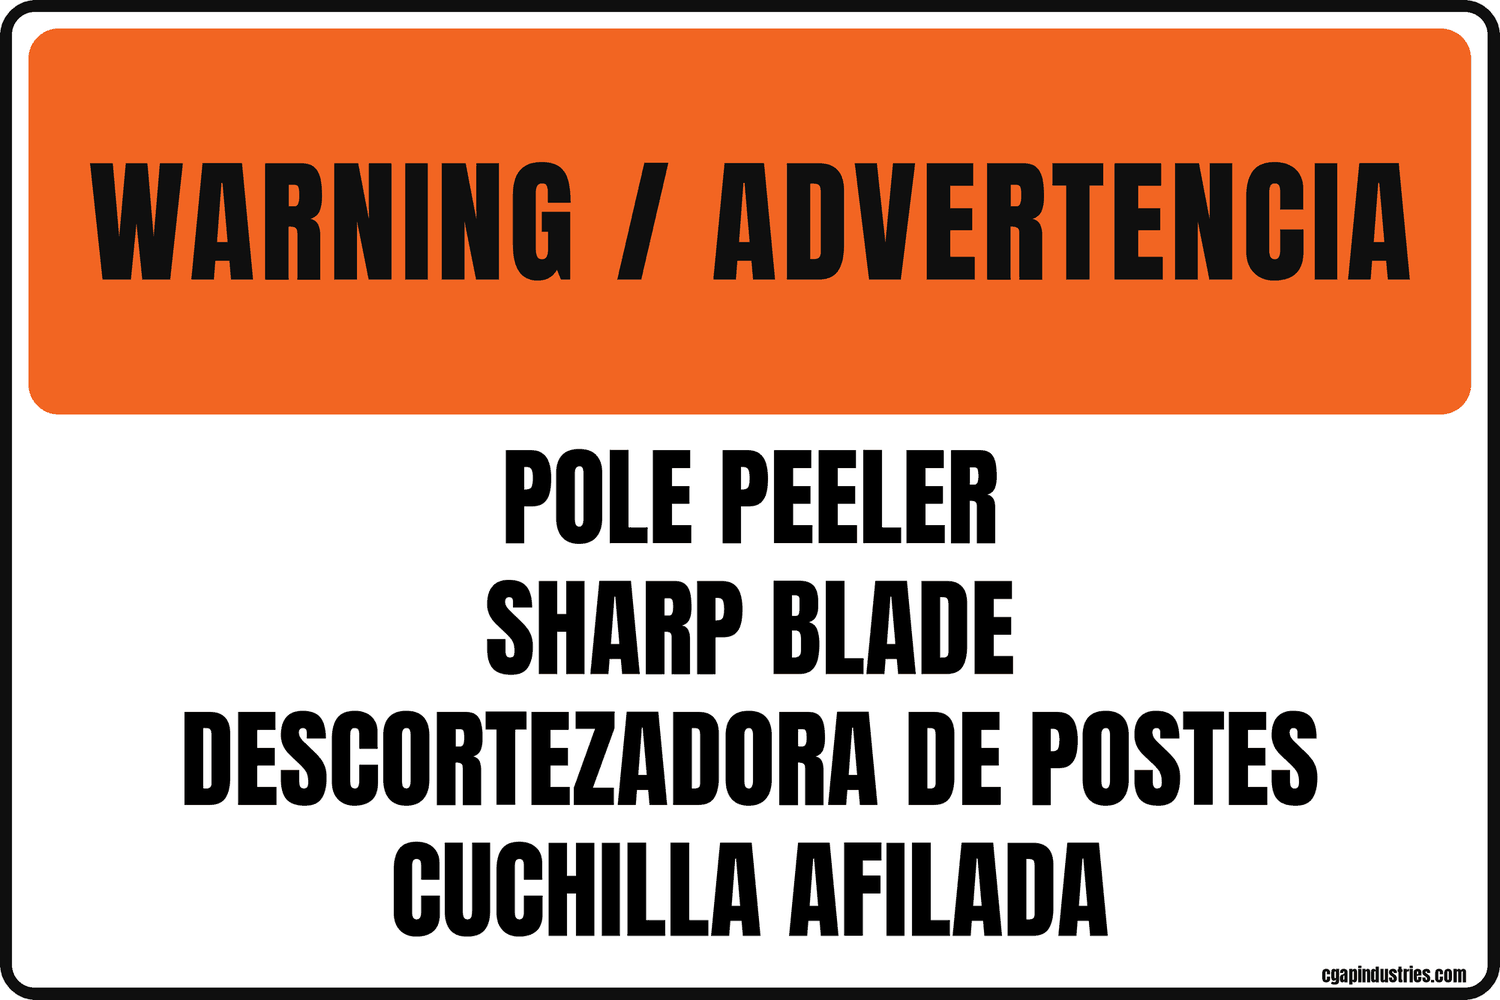 WARNING / ADVERTENCIA
POLE PEELER
SHARP BLADE
DESCORTEZADORA DE POSTES
CUCHILLA AFILADA
cgapindustries.com